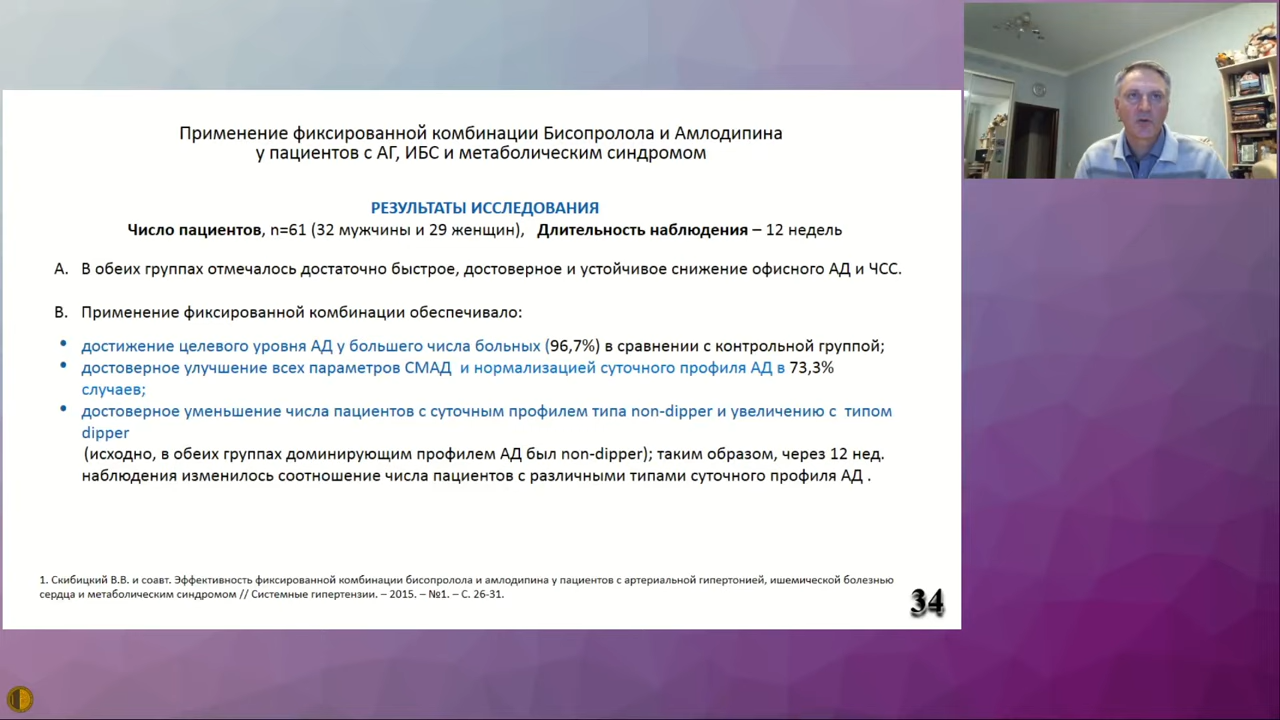 Применение фиксированной комбинации Бисопролола и Амлодипина
у пациентов с АГ, ИБС и метаболическим синдромом
РЕЗУЛЬТАТЫ ИССЛЕДОВАНИЯ
Число пациентов, n=61 (32 мужчины и 29 женщин), Длительность наблюдения – 12 недель
А. В обеих группах отмечалось достаточно быстрое, достоверное и устойчивое снижение офисного АД и ЧСС.
В. Применение фиксированной комбинации обеспечивало:
• достижение целевого уровня АД у большего числа больных (96,7%) в сравнении с контрольной группой;
• достоверное улучшение всех параметров СМАД и нормализацией суточного профиля АД в 73,3%
случаев;
• достоверное уменьшение числа пациентов с суточным профилем типа non-dipper и увеличению с типом
dipper
(исходно, в обеих группах доминирующим профилем АД был non-dipper); таким образом, через 12 нед.
наблюдения изменилось соотношение числа пациентов с различными типами суточного профиля АД .
1. Скибицкий В.В. и соавт. Эффективность фиксированной комбинации бисопролола и амлодипина у пациентов с артериальной гипертонией, ишемической болезнью
сердца и метаболическим синдромом // Системные гипертензии. – 2015. – №1. – С. 26-31.
34